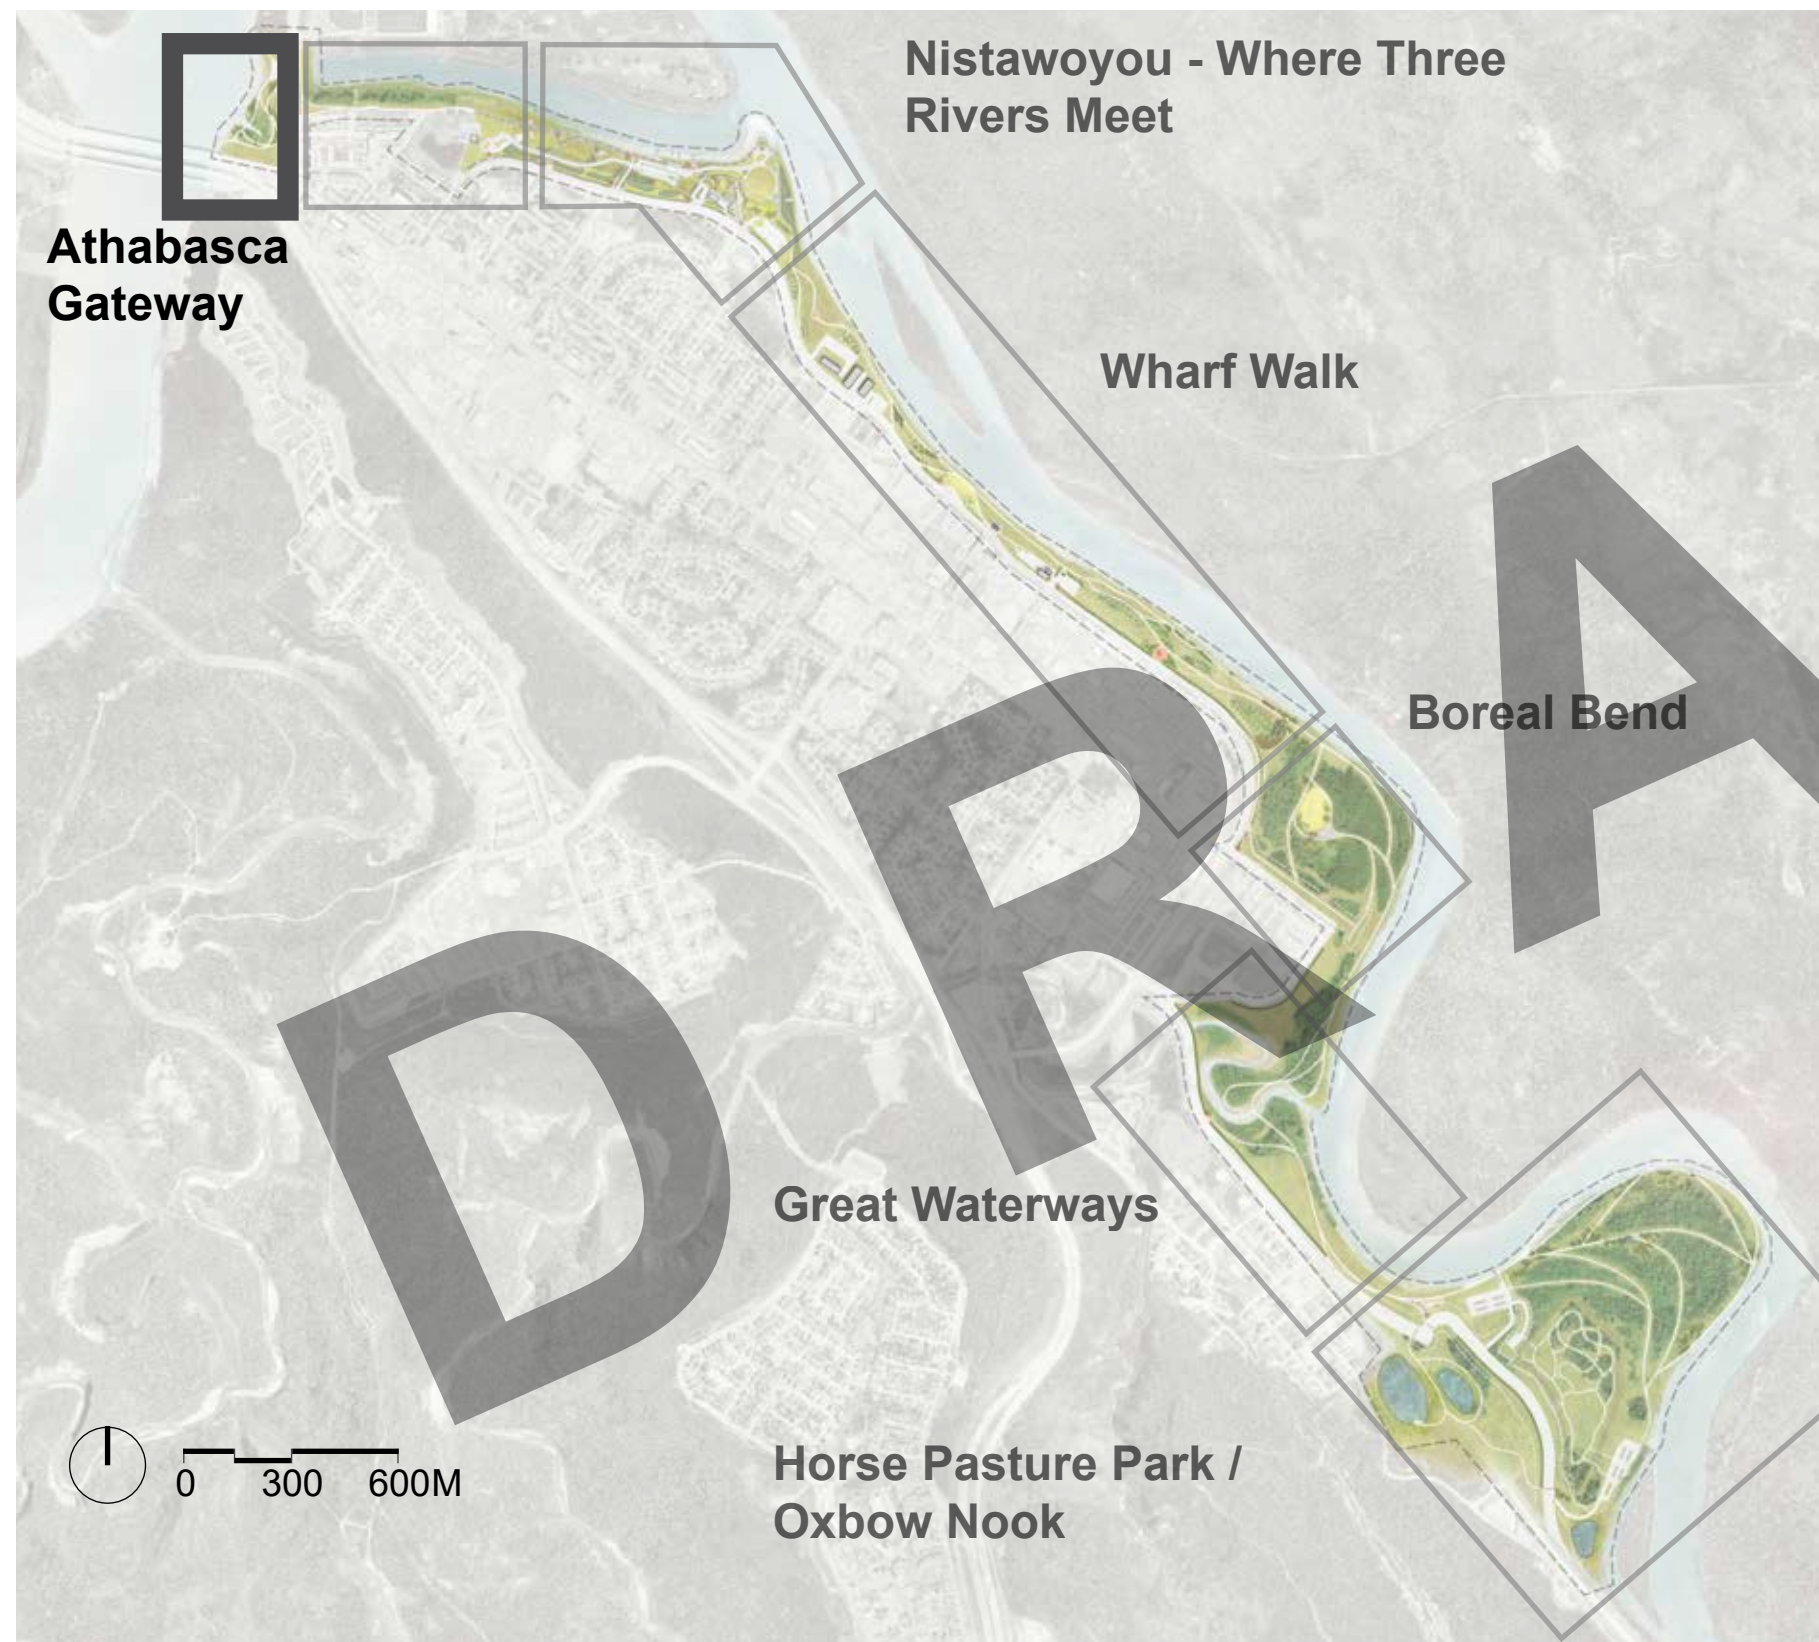 Nistawoyou - Where Three
Rivers Meet
Athabasca
Gateway
Wharf Walk
Boreal Bend
D R A
Great Waterways
Horse Pasture Park /
Oxbow Nook
0 300 600M